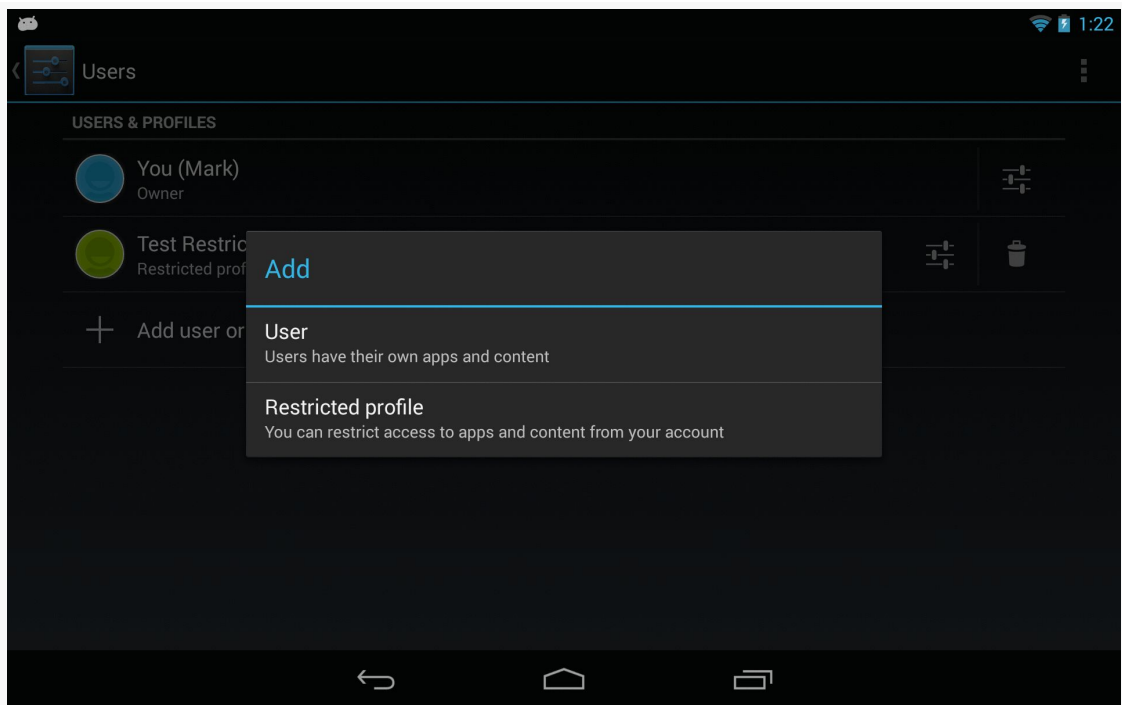 1:22
Users
USERS & PROFILES
You (Mark)
Owner
Test Restric
Restricted prof
Add user or
Add
User
Users have their own apps and content
Restricted profile
You can restrict access to apps and content from your account